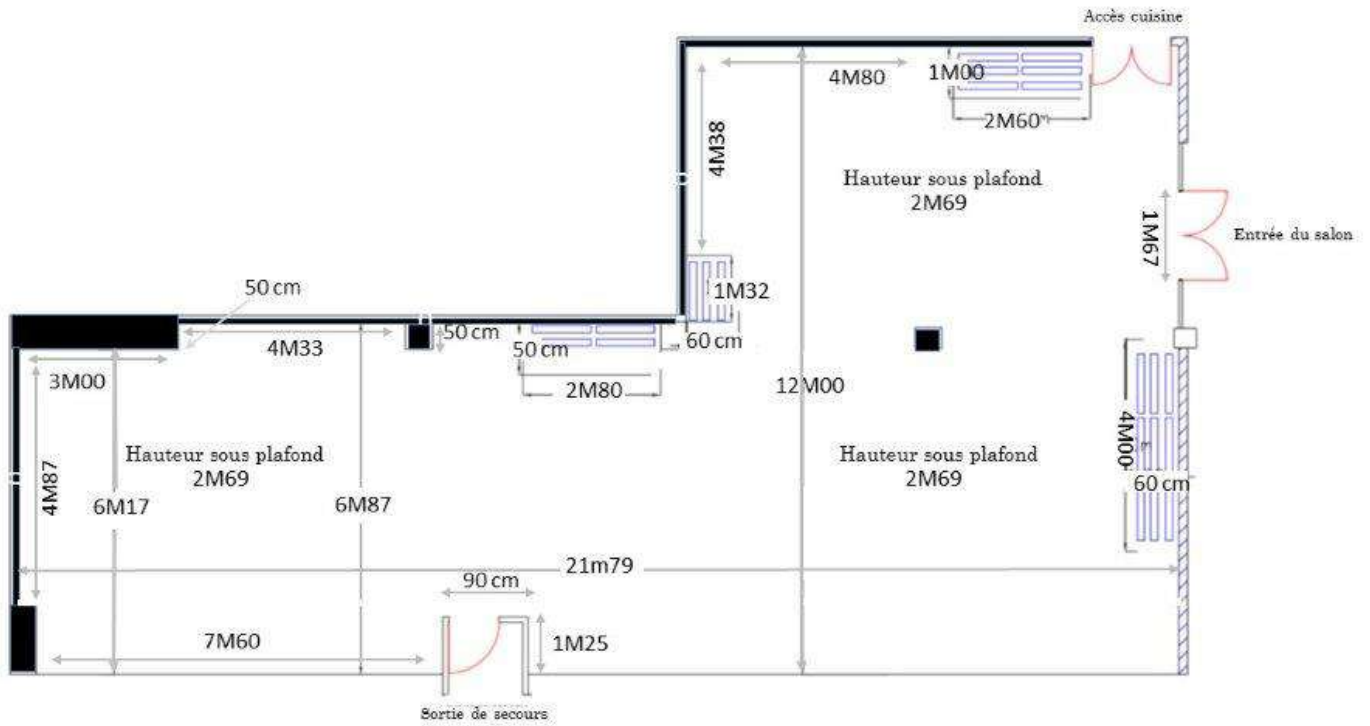 Accès cuisine
4M80
1M00
2M60
4M38
Hauteur sous plafond
2M69
1M67
Entrée du salon
50 cm
1M32
4M33
50 cm
50 cm
60 cm
3M00
2M80
12M00
Hauteur sous plafond
2M69
Hauteur sous plafond
2M69
4M87
6M17
6M87
4M00
60 cm
21m79
90 cm
7M60
1M25
Sortie de secours